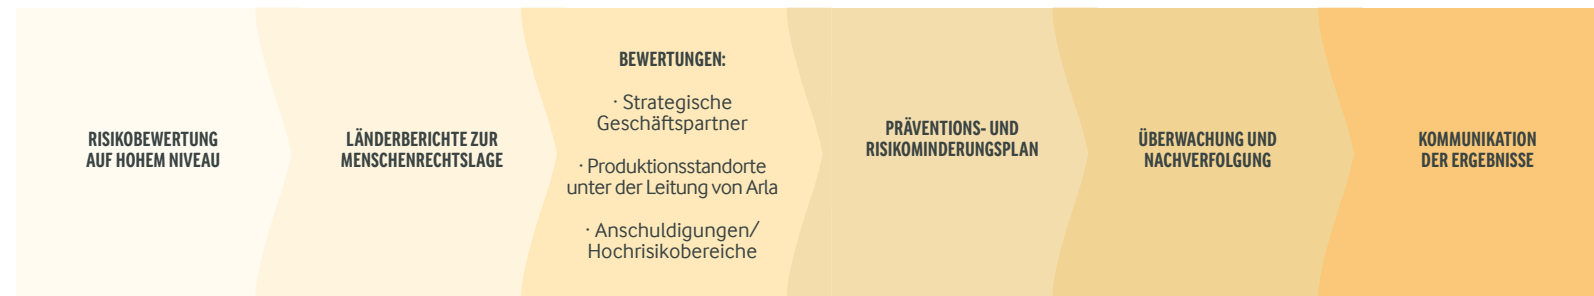 RISIKOBEWERTUNG
AUF HOHEM NIVEAU
LÄNDERBERICHTE ZUR
MENSCHENRECHTSLAGE
BEWERTUNGEN:
· Strategische
Geschäftspartner
· Produktionsstandorte
unter der Leitung von Arla
· Anschuldigungen/
Hochrisikobereiche
PRÄVENTIONS- UND
RISIKOMINDERUNGSPLAN
ÜBERWACHUNG UND
NACHVERFOLGUNG
KOMMUNIKATION
DER ERGEBNISSE